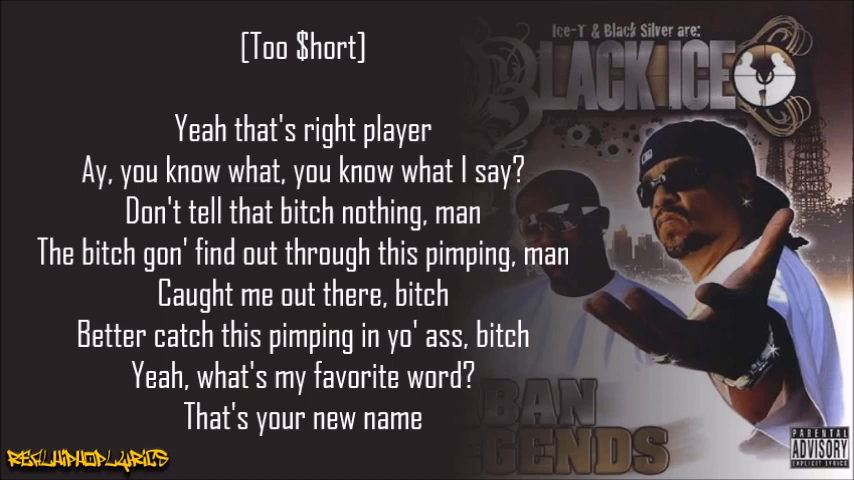 [Too $hort]
Yeah that's right player
Ay, you know what, you know what I say?
Don't tell that bitch nothing, man
The bitch gon' find out through this pimping, man
Caught me out there, bitch
Better catch this pimping in yo' ass, bitch
Yeah, what's my favorite word?
That's your new name
Ice-T & Black Silver are:
BLACK ICE
BAN
GENDS
REALHIPHOPLYRICS
PARENTAL
ADVISORY
EXPLICIT LYRICS